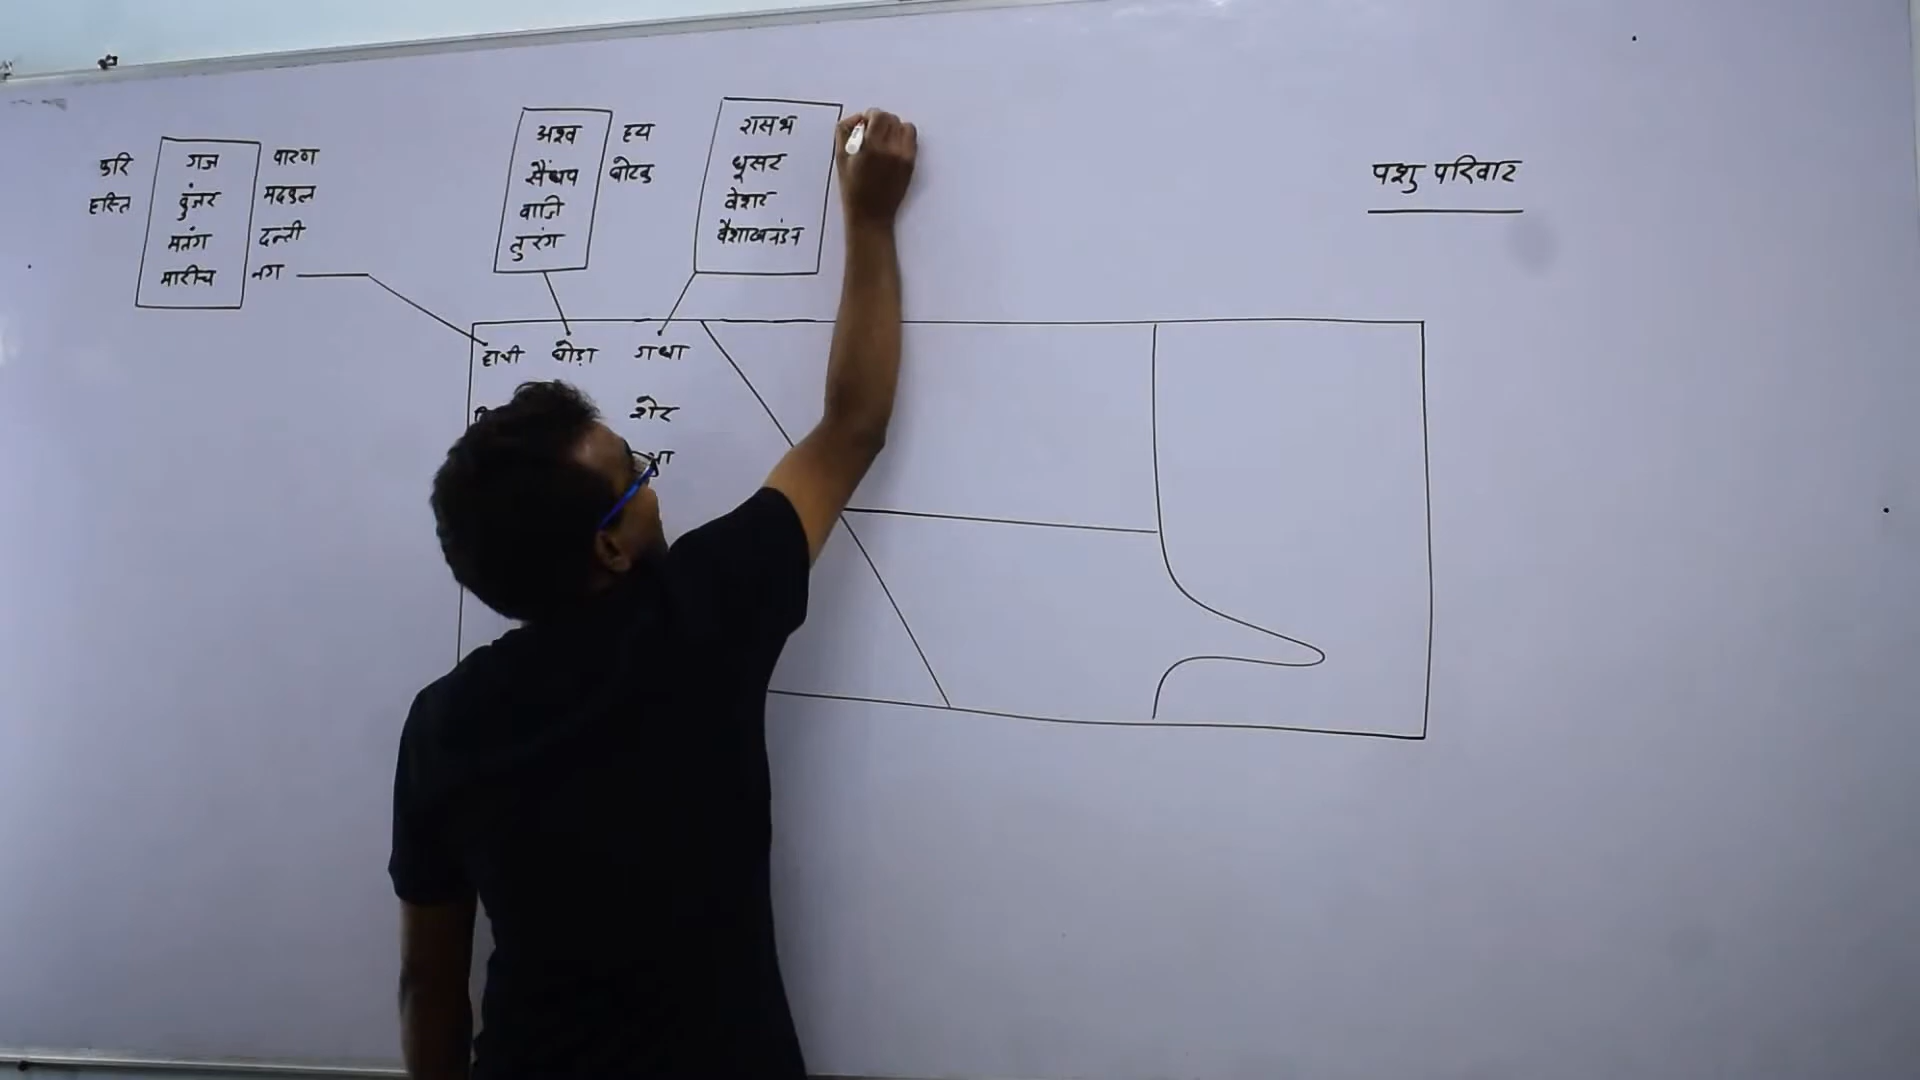 पशु परिवार
करि
हस्ति
गज
कुंजर
मतंग
मारीच
वारण
मदकल
दन्ती
नग
अश्व
सैंधव
वाजि
तुरंग
हय
घोटक
रासभ
धूसर
वेशर
वैशाखनंदन
हाथी घोड़ा गधा
शेर